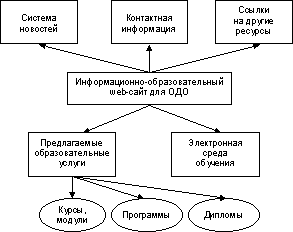 Система
новостей
Контактная
информация
Ссылки
на другие
ресурсы
Информационно-образовательный
web-сайт для ОДО
Предлагаемые
образовательные
услуги
Электронная
среда
обучения
Курсы,
модули
Программы
Дипломы